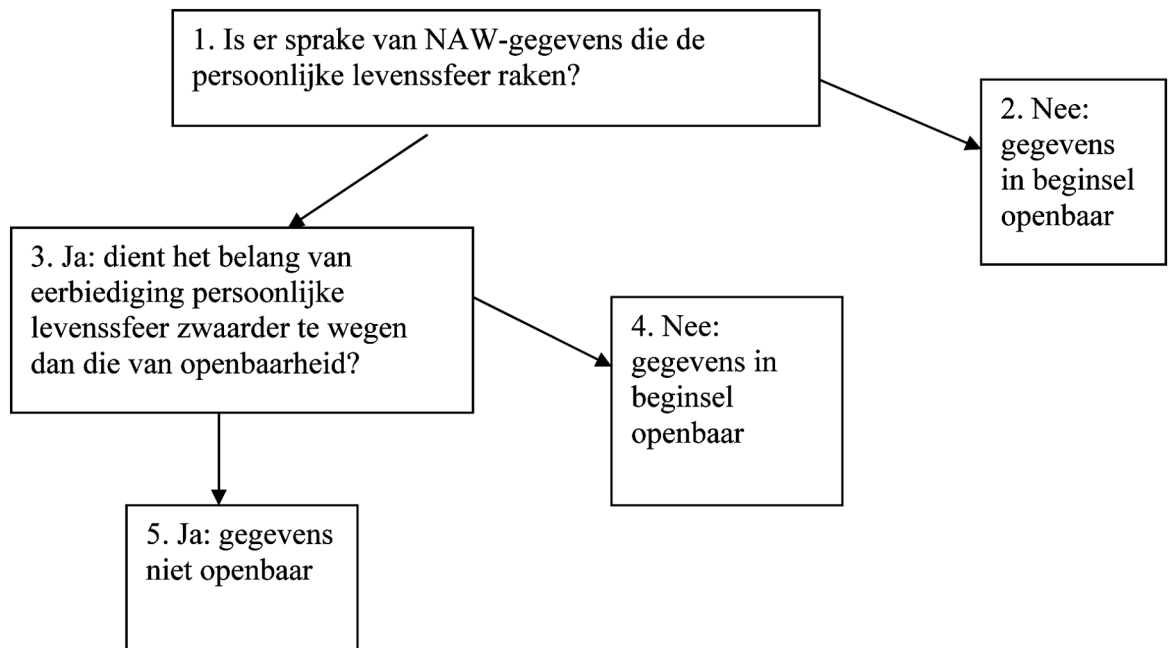 1. Is er sprake van NAW-gegevens die de
persoonlijke levenssfeer raken?
2. Nee:
gegevens
in beginsel
openbaar
3. Ja: dient het belang van
eerbiediging persoonlijke
levenssfeer zwaarder te wegen
dan die van openbaarheid?
4. Nee:
gegevens in
beginsel
openbaar
5. Ja: gegevens
niet openbaar